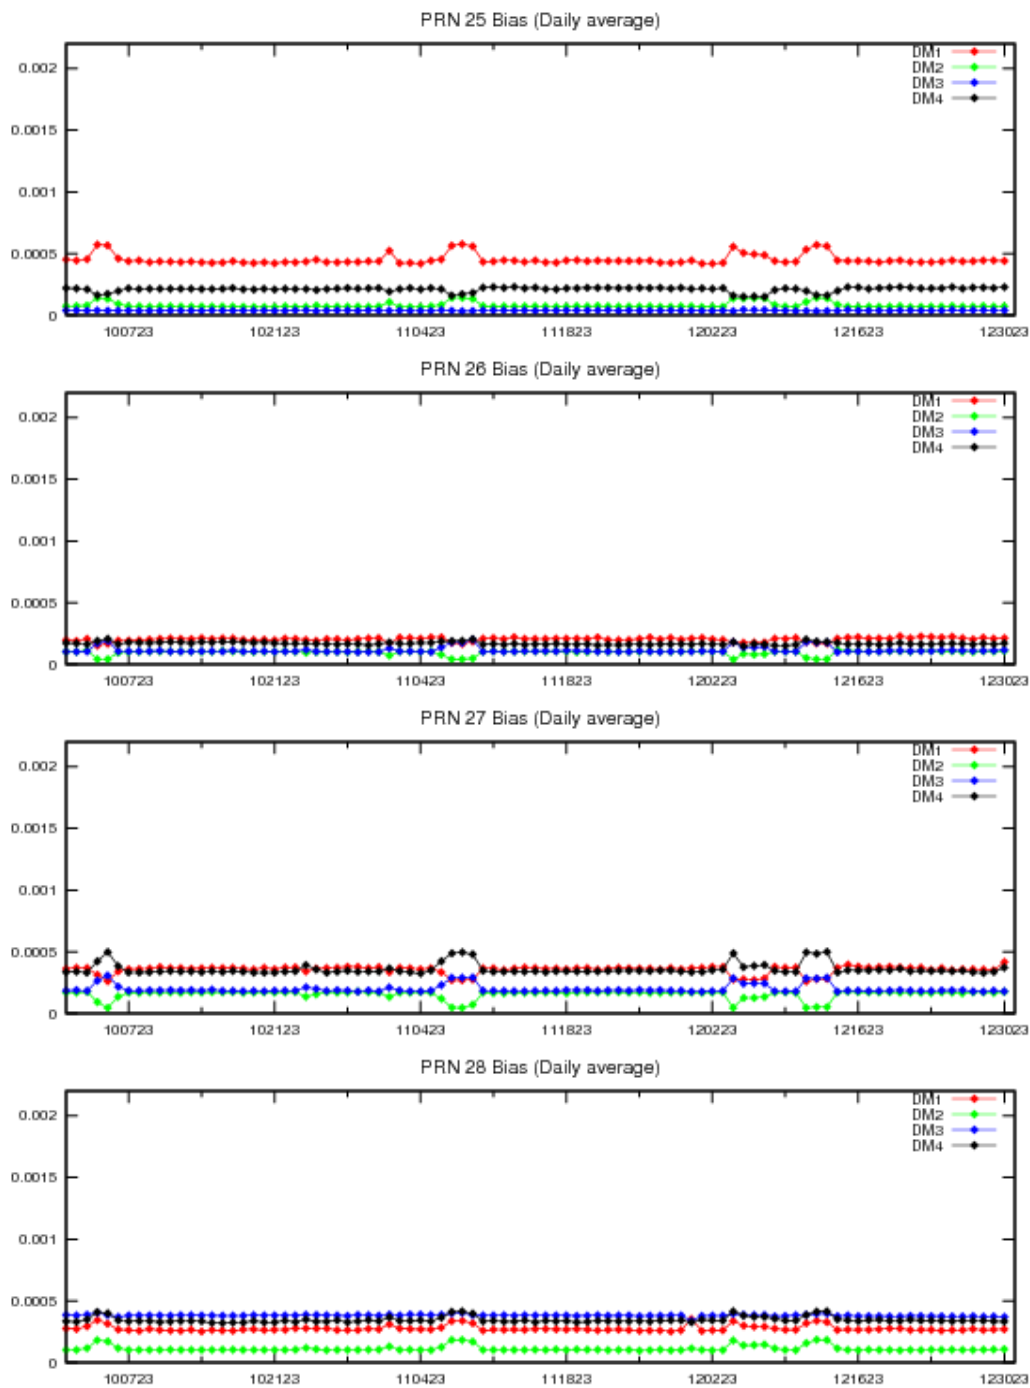 PRN 25 Bias (Daily average)
DM1
DM2
DM3
DM4
0.002
0.0015
0.001
0.0005
0
100723 102123 110423 111823 120223 121623 123023
PRN 26 Bias (Daily average)
DM1
DM2
DM3
DM4
0.002
0.0015
0.001
0.0005
0
100723 102123 110423 111823 120223 121623 123023
PRN 27 Bias (Daily average)
DM1
DM2
DM3
DM4
0.002
0.0015
0.001
0.0005
0
100723 102123 110423 111823 120223 121623 123023
PRN 28 Bias (Daily average)
DM1
DM2
DM3
DM4
0.002
0.0015
0.001
0.0005
0
100723 102123 110423 111823 120223 121623 123023